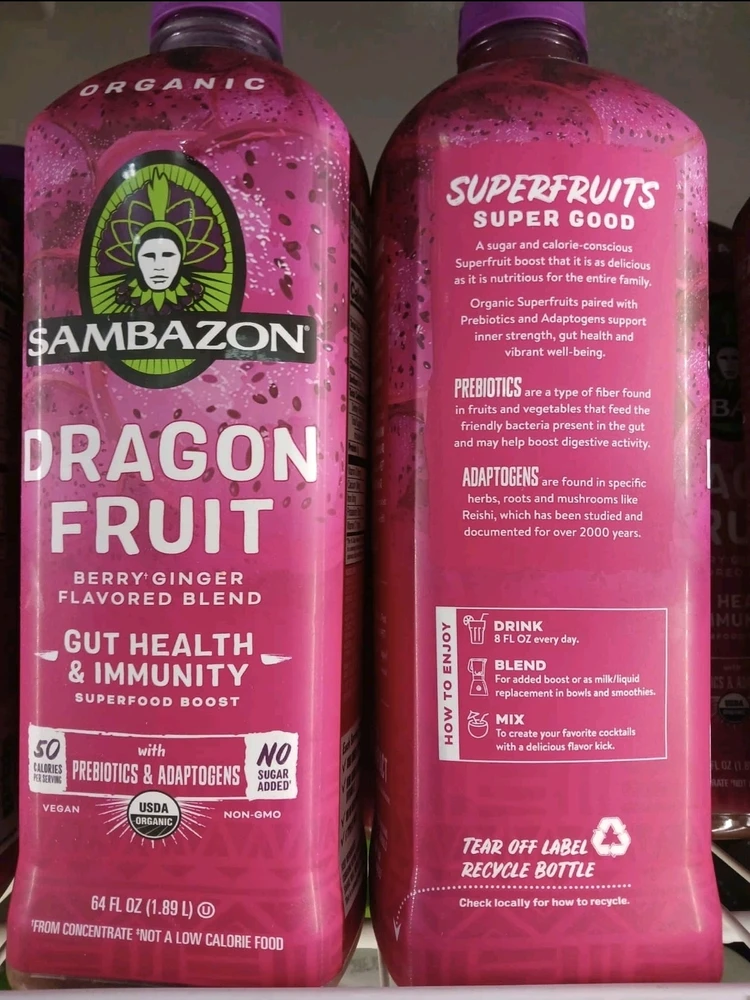 ORGANIC
SAMBAZON®
DRAGON
FRUIT
BERRY† GINGER
FLAVORED BLEND
GUT HEALTH
& IMMUNITY
SUPERFOOD BOOST
50
CALORIES
PER SERVING
with
PREBIOTICS & ADAPTOGENS
NO
SUGAR
ADDED‡
VEGAN
USDA
ORGANIC
NON-GMO
64 FL OZ (1.89 L) U
†FROM CONCENTRATE ‡NOT A LOW CALORIE FOOD
SUPERFRUITS
SUPER GOOD
A sugar and calorie-conscious
Superfruit boost that it is as delicious
as it is nutritious for the entire family.
Organic Superfruits paired with
Prebiotics and Adaptogens support
inner strength, gut health and
vibrant well-being.
PREBIOTICS are a type of fiber found
in fruits and vegetables that feed the
friendly bacteria present in the gut
and may help boost digestive activity.
ADAPTOGENS are found in specific
herbs, roots and mushrooms like
Reishi, which has been studied and
documented for over 2000 years.
HOW TO ENJOY
DRINK
8 FL OZ every day.
BLEND
For added boost or as milk/liquid
replacement in bowls and smoothies.
MIX
To create your favorite cocktails
with a delicious flavor kick.
TEAR OFF LABEL
RECYCLE BOTTLE
Check locally for how to recycle.